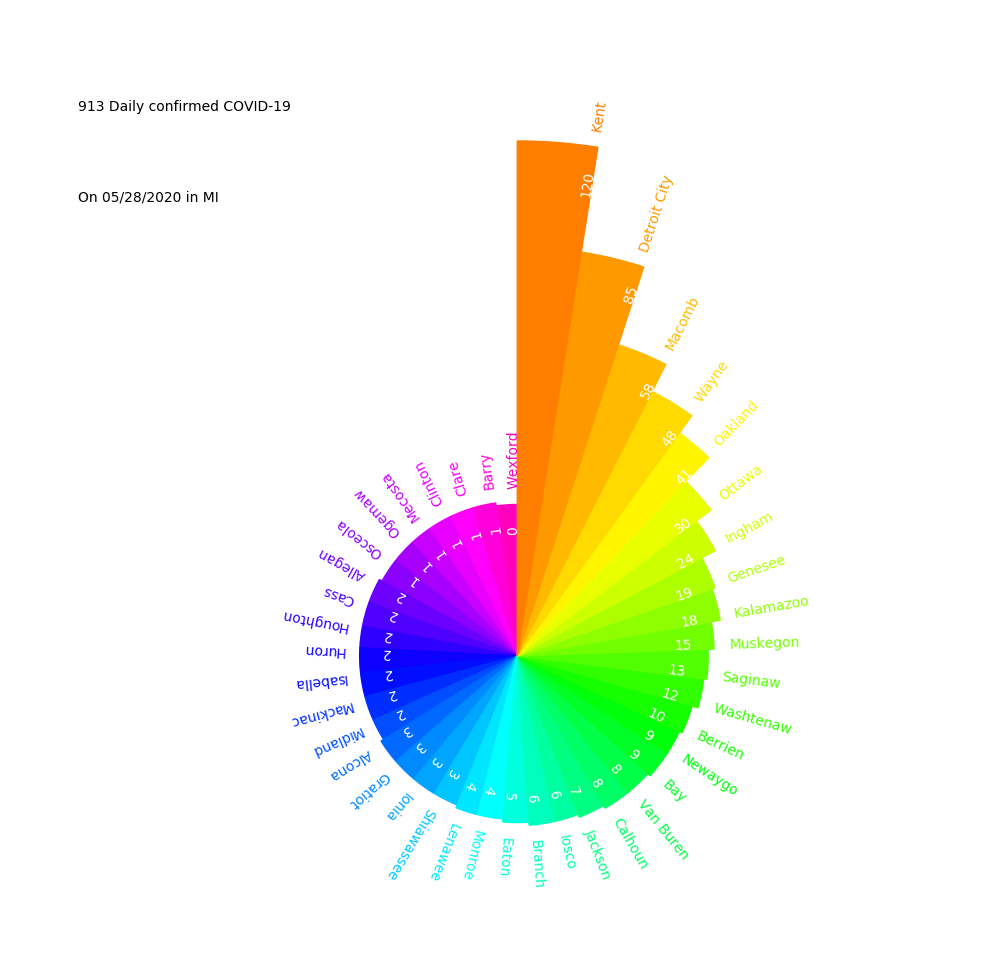 913 Daily confirmed COVID-19
On 05/28/2020 in MI
Kent
120
Detroit City
85
Macomb
58
Wayne
48
Oakland
41
Ottawa
30
Ingham
24
Genesee
19
Kalamazoo
18
Muskegon
15
Saginaw
13
Washtenaw
12
Berrien
10
Newaygo
9
Bay
9
Van Buren
8
Calhoun
8
Jackson
7
Iosco
6
Branch
6
Eaton
5
Monroe
4
Lenawee
4
Shiawassee
3
Ionia
3
Gratiot
3
Alcona
3
Midland
2
Mackinac
2
Isabella
2
Huron
2
Houghton
2
Cass
2
Allegan
2
Osceola
1
Ogemaw
1
Mecosta
1
Clinton
1
Clare
1
Barry
1
Wexford
0